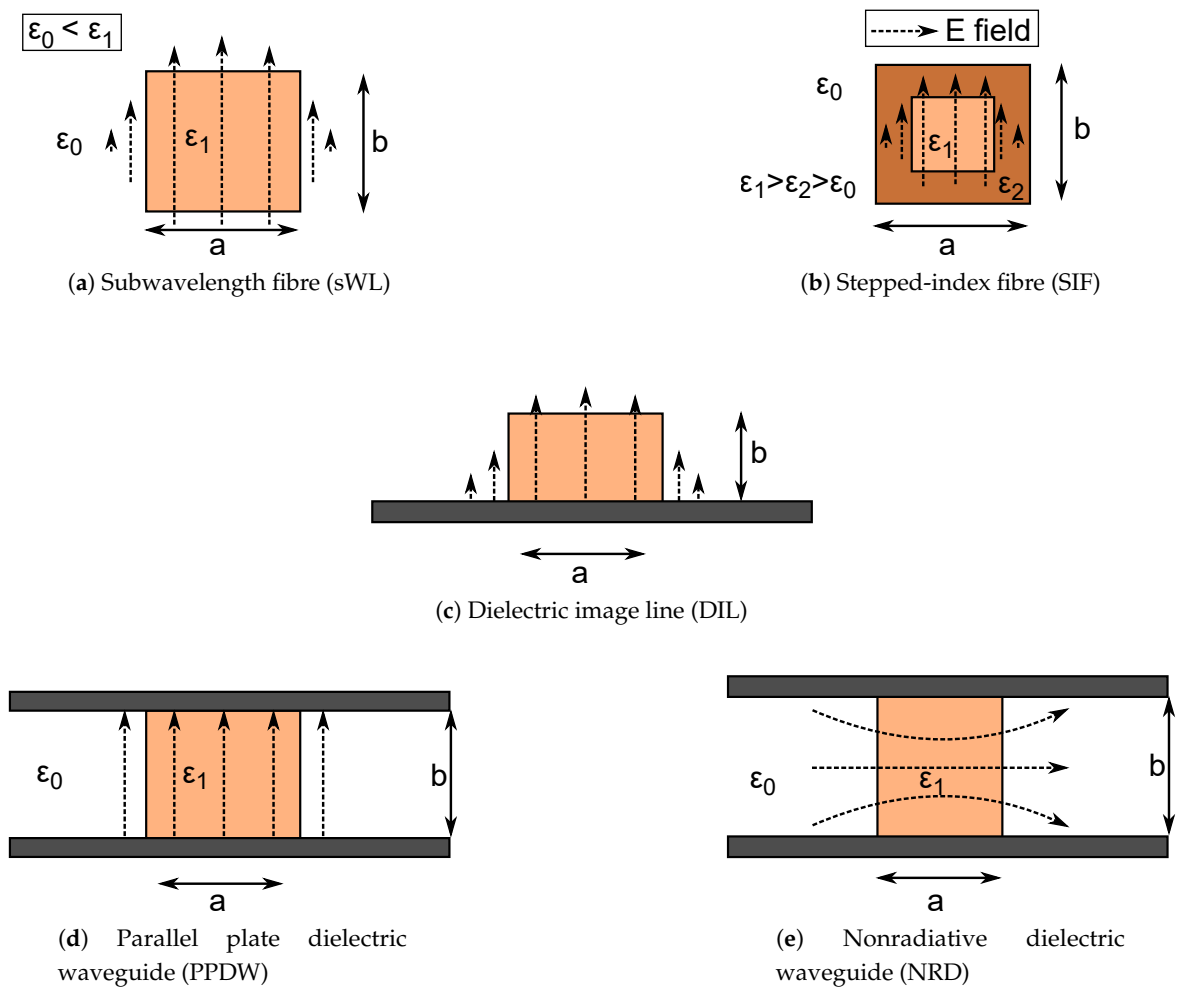 ε0 < ε1
ε0
ε1
b
a
(a) Subwavelength fibre (sWL)
E field
ε0
ε1
b
ε1>ε2>ε0
ε2
a
(b) Stepped-index fibre (SIF)
b
a
(c) Dielectric image line (DIL)
ε0
ε1
b
a
(d) Parallel plate dielectric
waveguide (PPDW)
ε0
ε1
b
a
(e) Nonradiative dielectric
waveguide (NRD)